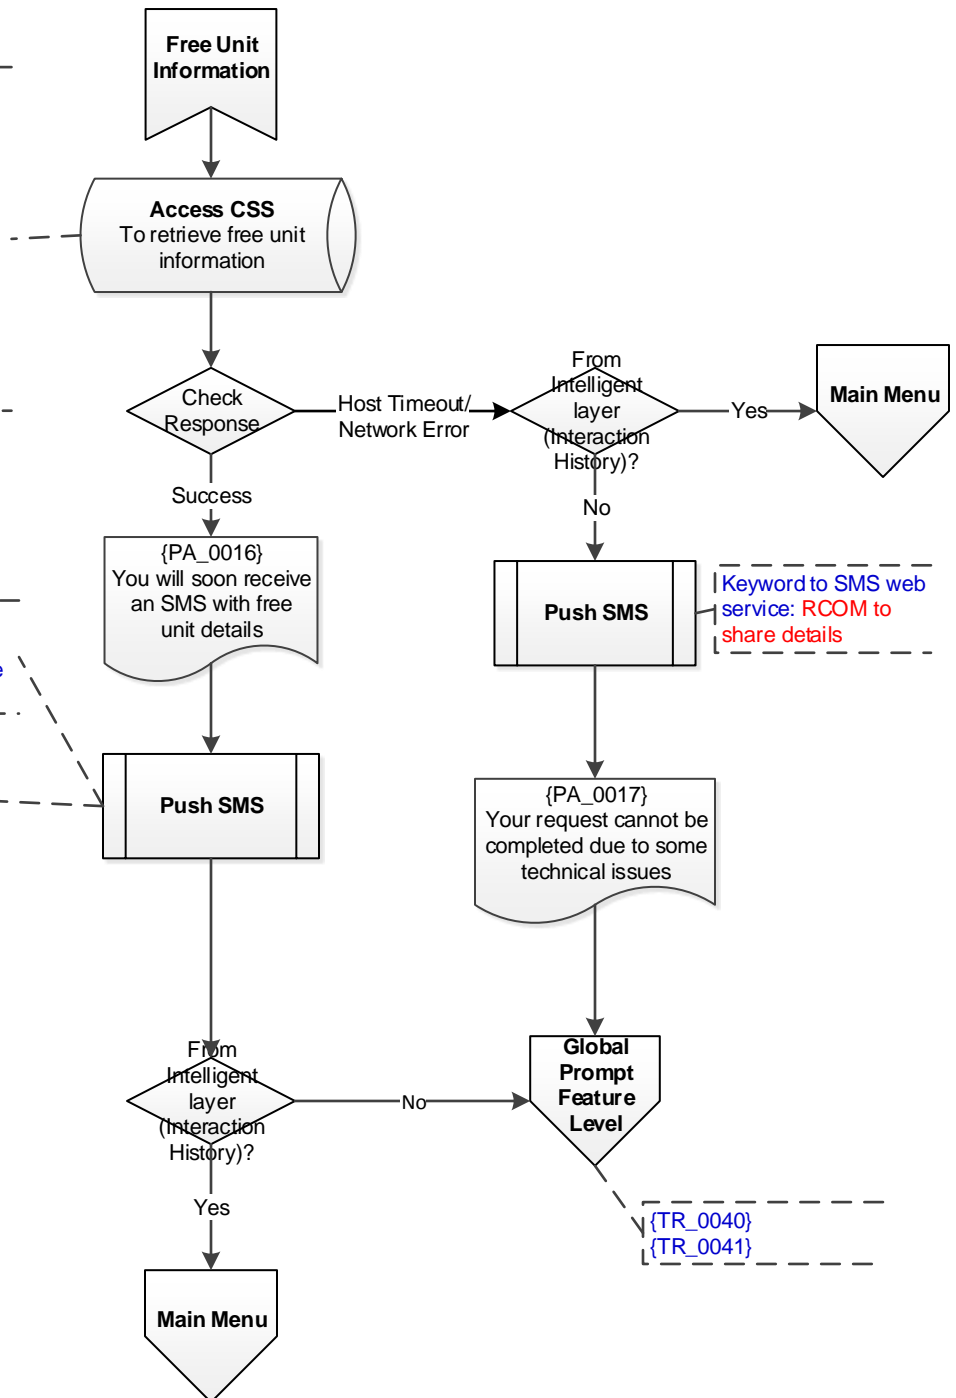 Free Unit
Information
Access CSS
To retrieve free unit
information
Check
Response
Host Timeout/
Network Error
From
Intelligent
layer
(Interaction
History)?
Yes
Main Menu
Success
No
{PA_0016}
You will soon receive
an SMS with free
unit details
Push SMS
Keyword to SMS web
service: RCOM to
share details
e
Push SMS
{PA_0017}
Your request cannot be
completed due to some
technical issues
From
Intelligent
layer
(Interaction
History)?
No
Global
Prompt
Feature
Level
Yes
{TR_0040}
{TR_0041}
Main Menu